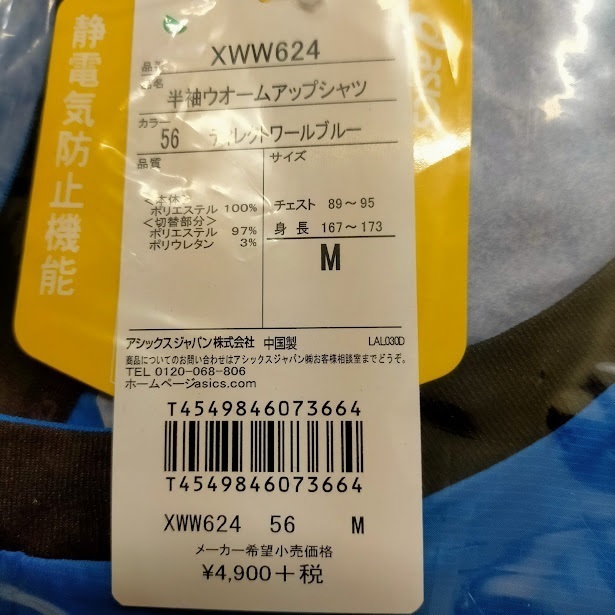 静電気防止機能
asics
品番 XWW624
品名
半袖ウオームアップシャツ
カラー
56 ディレットワールブルー
品質
サイズ
<本体>
ポリエステル 100%
<切替部分>
ポリエステル 97%
ポリウレタン 3%
チェスト 89～95
身長 167～173
M
アシックスジャパン株式会社 中国製 LAL030D
商品についてのお問い合わせはアシックスジャパン㈱お客様相談室までどうぞ。
TEL 0120-068-806
ホームページasics.com
T4549846073664
T4549846073664
XWW624 56 M
メーカー希望小売価格
¥4,900+税